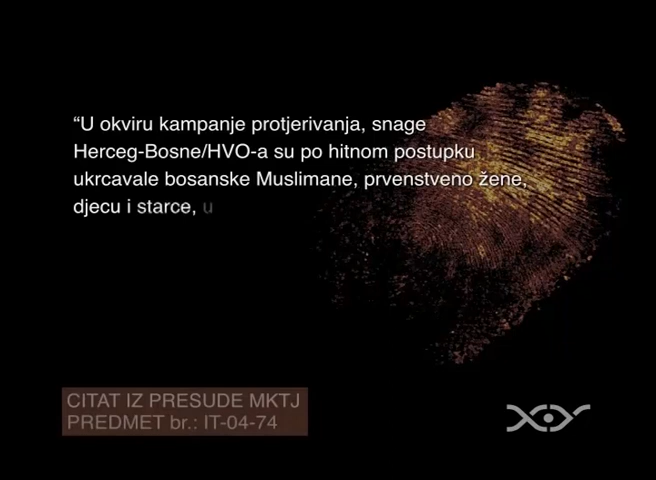 “U okviru kampanje protjerivanja, snage
Herceg-Bosne/HVO-a su po hitnom postupku
ukrcavale bosanske Muslimane, prvenstveno žene,
djecu i starce, u
CITAT IZ PRESUDE MKTJ
PREDMET br.: IT-04-74